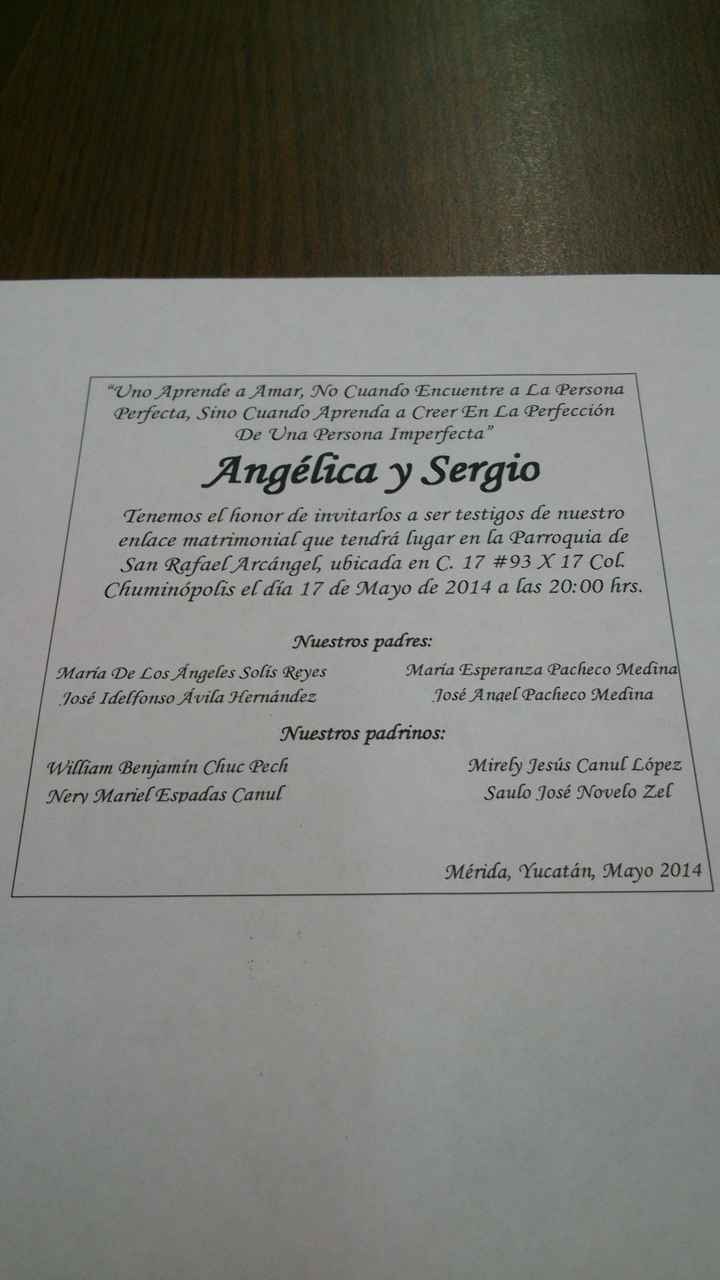 “Uno Aprende a Amar, No Cuando Encuentre a La Persona
Perfecta, Sino Cuando Aprenda a Creer En La Perfección
De Una Persona Imperfecta”
Angélica y Sergio
Tenemos el honor de invitarlos a ser testigos de nuestro
enlace matrimonial que tendrá lugar en la Parroquia de
San Rafael Arcángel, ubicada en C. 17 #93 X 17 Col.
Chuminópolis el día 17 de Mayo de 2014 a las 20:00 hrs.
Nuestros padres:
María De Los Ángeles Solís Reyes María Esperanza Pacheco Medina
José Idelfonso Ávila Hernández José Angel Pacheco Medina
Nuestros padrinos:
William Benjamín Chuc Pech Mirely Jesús Canul López
Nery Mariel Espadas Canul Saulo José Novelo Zel
Mérida, Yucatán, Mayo 2014